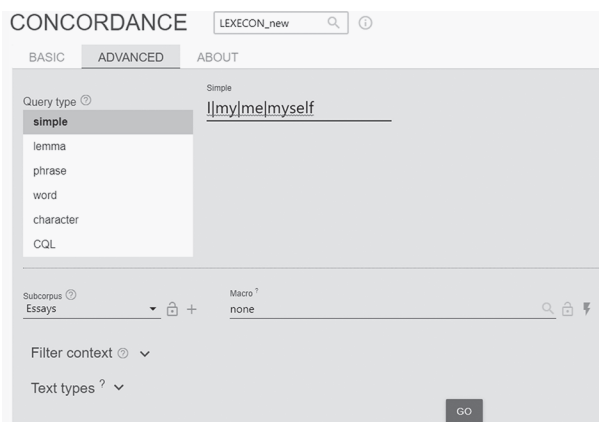 CONCORDANCE LEXECON_new
BASIC ADVANCED ABOUT
Query type ?
simple
lemma
phrase
word
character
CQL
Simple
I|my|me|myself
Subcorpus ?
Essays
Macro ?
none
Filter context ?
Text types ?
GO